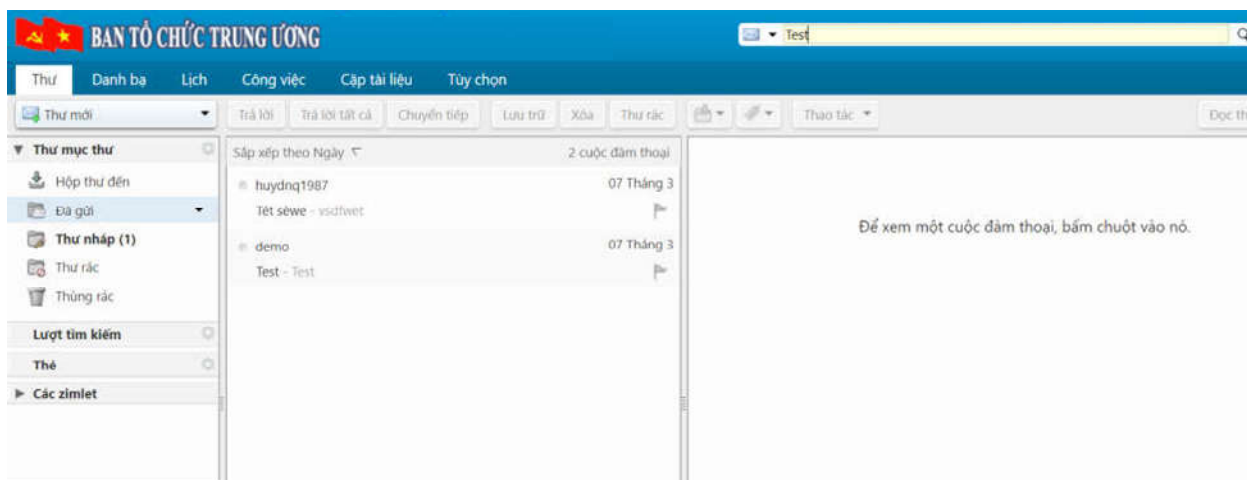 BAN TỔ CHỨC TRUNG ƯƠNG
Test
Thư Danh bạ Lịch Công việc Cặp tài liệu Tùy chọn
Thư mới Trả lời Trả lời tất cả Chuyển tiếp Lưu trữ Xóa Thư rác Thao tác Đọc th
Thư mục thư
Hộp thư đến
Đã gửi
Thư nháp (1)
Thư rác
Thùng rác
Lượt tìm kiếm
Thẻ
Các zimlet
Sắp xếp theo Ngày 2 cuộc đàm thoại
huydnq1987 07 Tháng 3
Tét séwe - vsdfwet
demo 07 Tháng 3
Test - Test
Để xem một cuộc đàm thoại, bấm chuột vào nó.